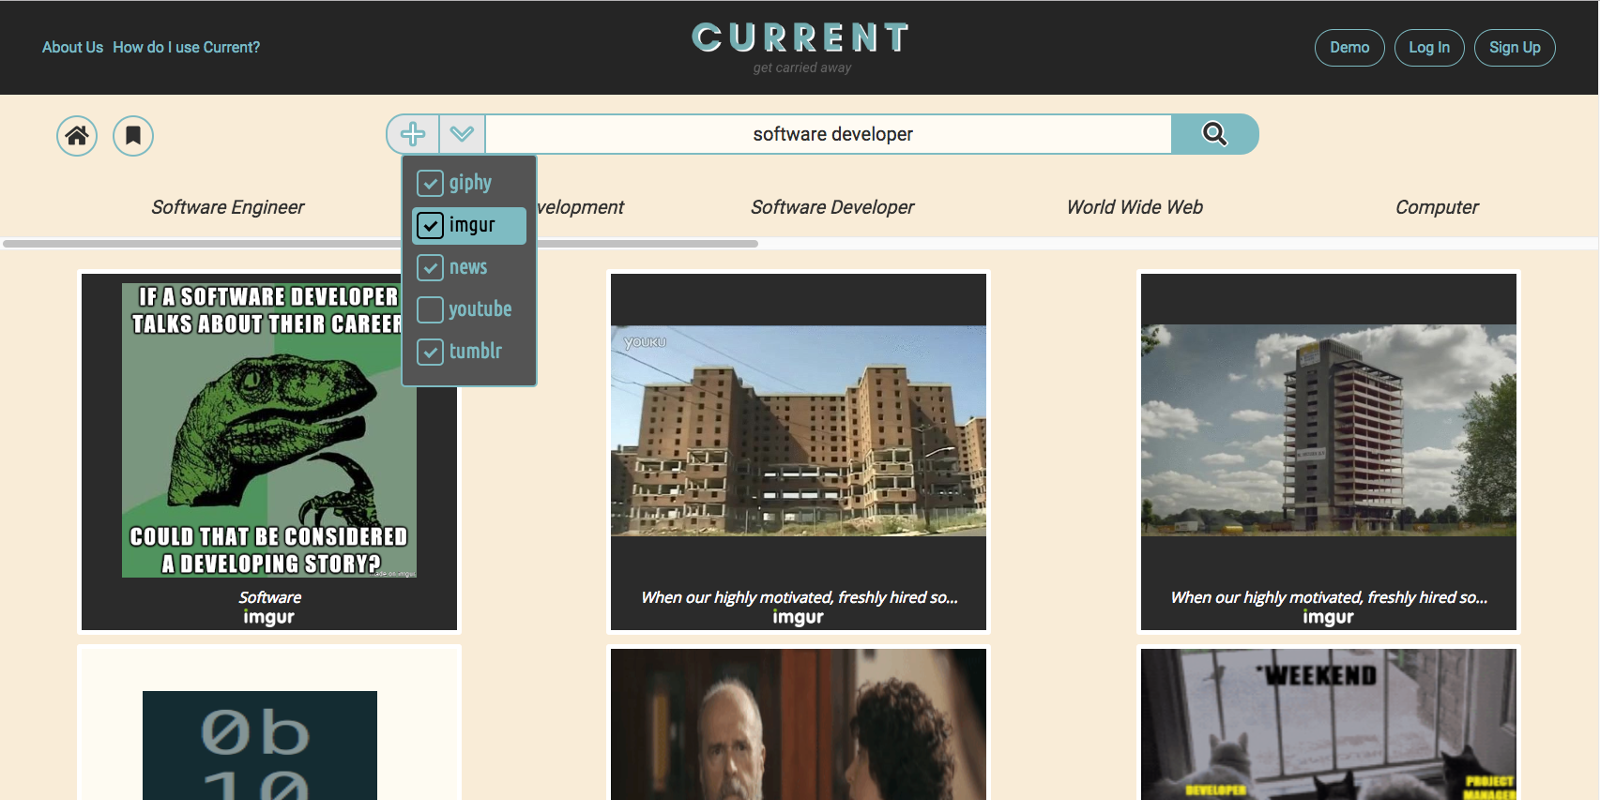 About Us How do I use Current?
CURRENT
get carried away
Demo Log In Sign Up
software developer
giphy
imgur
news
youtube
tumblr
Software Engineer
velopment
Software Developer
World Wide Web
Computer
IF A SOFTWARE DEVELOPER
TALKS ABOUT THEIR CAREER
COULD THAT BE CONSIDERED
A DEVELOPING STORY?
made on imgur
Software
imgur
YOUKU
When our highly motivated, freshly hired so...
imgur
When our highly motivated, freshly hired so...
imgur
0b
10
*WEEKEND
DEVELOPER
PROJECT
MANAGER